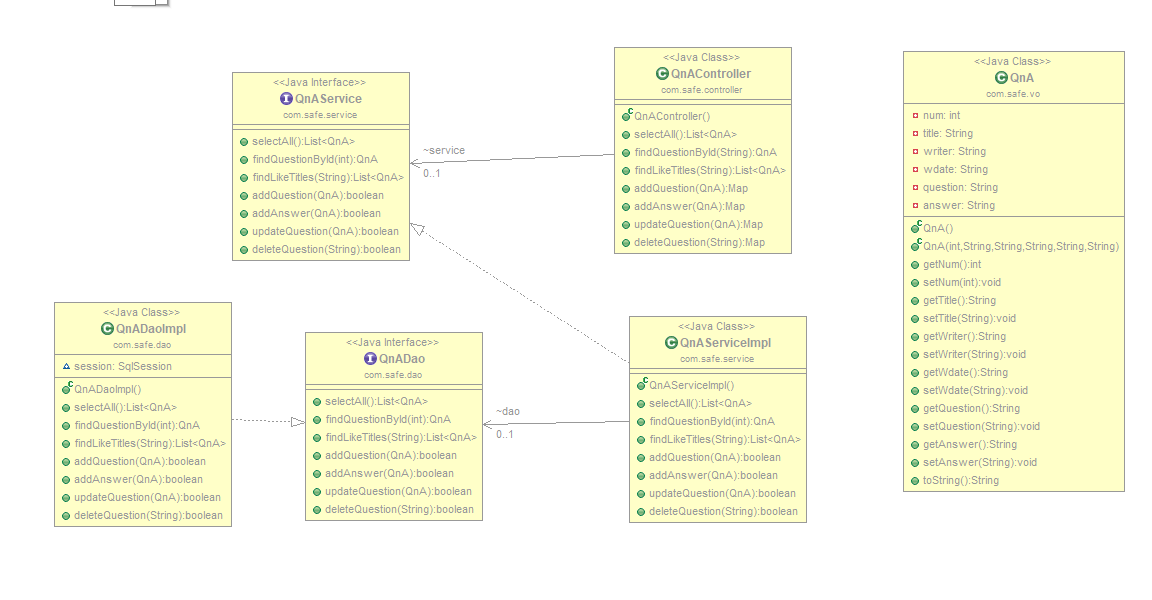 <<Java Interface>>
QnAService
com.safe.service
selectAll():List<QnA>
findQuestionById(int):QnA
findLikeTitles(String):List<QnA>
addQuestion(QnA):boolean
addAnswer(QnA):boolean
updateQuestion(QnA):boolean
deleteQuestion(String):boolean
~service
0..1
<<Java Class>>
QnAController
com.safe.controller
QnAController()
selectAll():List<QnA>
findQuestionById(String):QnA
findLikeTitles(String):List<QnA>
addQuestion(QnA):Map
addAnswer(QnA):Map
updateQuestion(QnA):Map
deleteQuestion(String):Map
<<Java Class>>
QnA
com.safe.vo
num: int
title: String
writer: String
wdate: String
question: String
answer: String
QnA()
QnA(int,String,String,String,String,String)
getNum():int
setNum(int):void
getTitle():String
setTitle(String):void
getWriter():String
setWriter(String):void
getWdate():String
setWdate(String):void
getQuestion():String
setQuestion(String):void
getAnswer():String
setAnswer(String):void
toString():String
<<Java Class>>
QnADaoImpl
com.safe.dao
session: SqlSession
QnADaoImpl()
selectAll():List<QnA>
findQuestionById(int):QnA
findLikeTitles(String):List<QnA>
addQuestion(QnA):boolean
addAnswer(QnA):boolean
updateQuestion(QnA):boolean
deleteQuestion(String):boolean
<<Java Interface>>
QnADao
com.safe.dao
selectAll():List<QnA>
findQuestionById(int):QnA
findLikeTitles(String):List<QnA>
addQuestion(QnA):boolean
addAnswer(QnA):boolean
updateQuestion(QnA):boolean
deleteQuestion(String):boolean
~dao
0..1
<<Java Class>>
QnAServiceImpl
com.safe.service
QnAServiceImpl()
selectAll():List<QnA>
findQuestionById(int):QnA
findLikeTitles(String):List<QnA>
addQuestion(QnA):boolean
addAnswer(QnA):boolean
updateQuestion(QnA):boolean
deleteQuestion(String):boolean